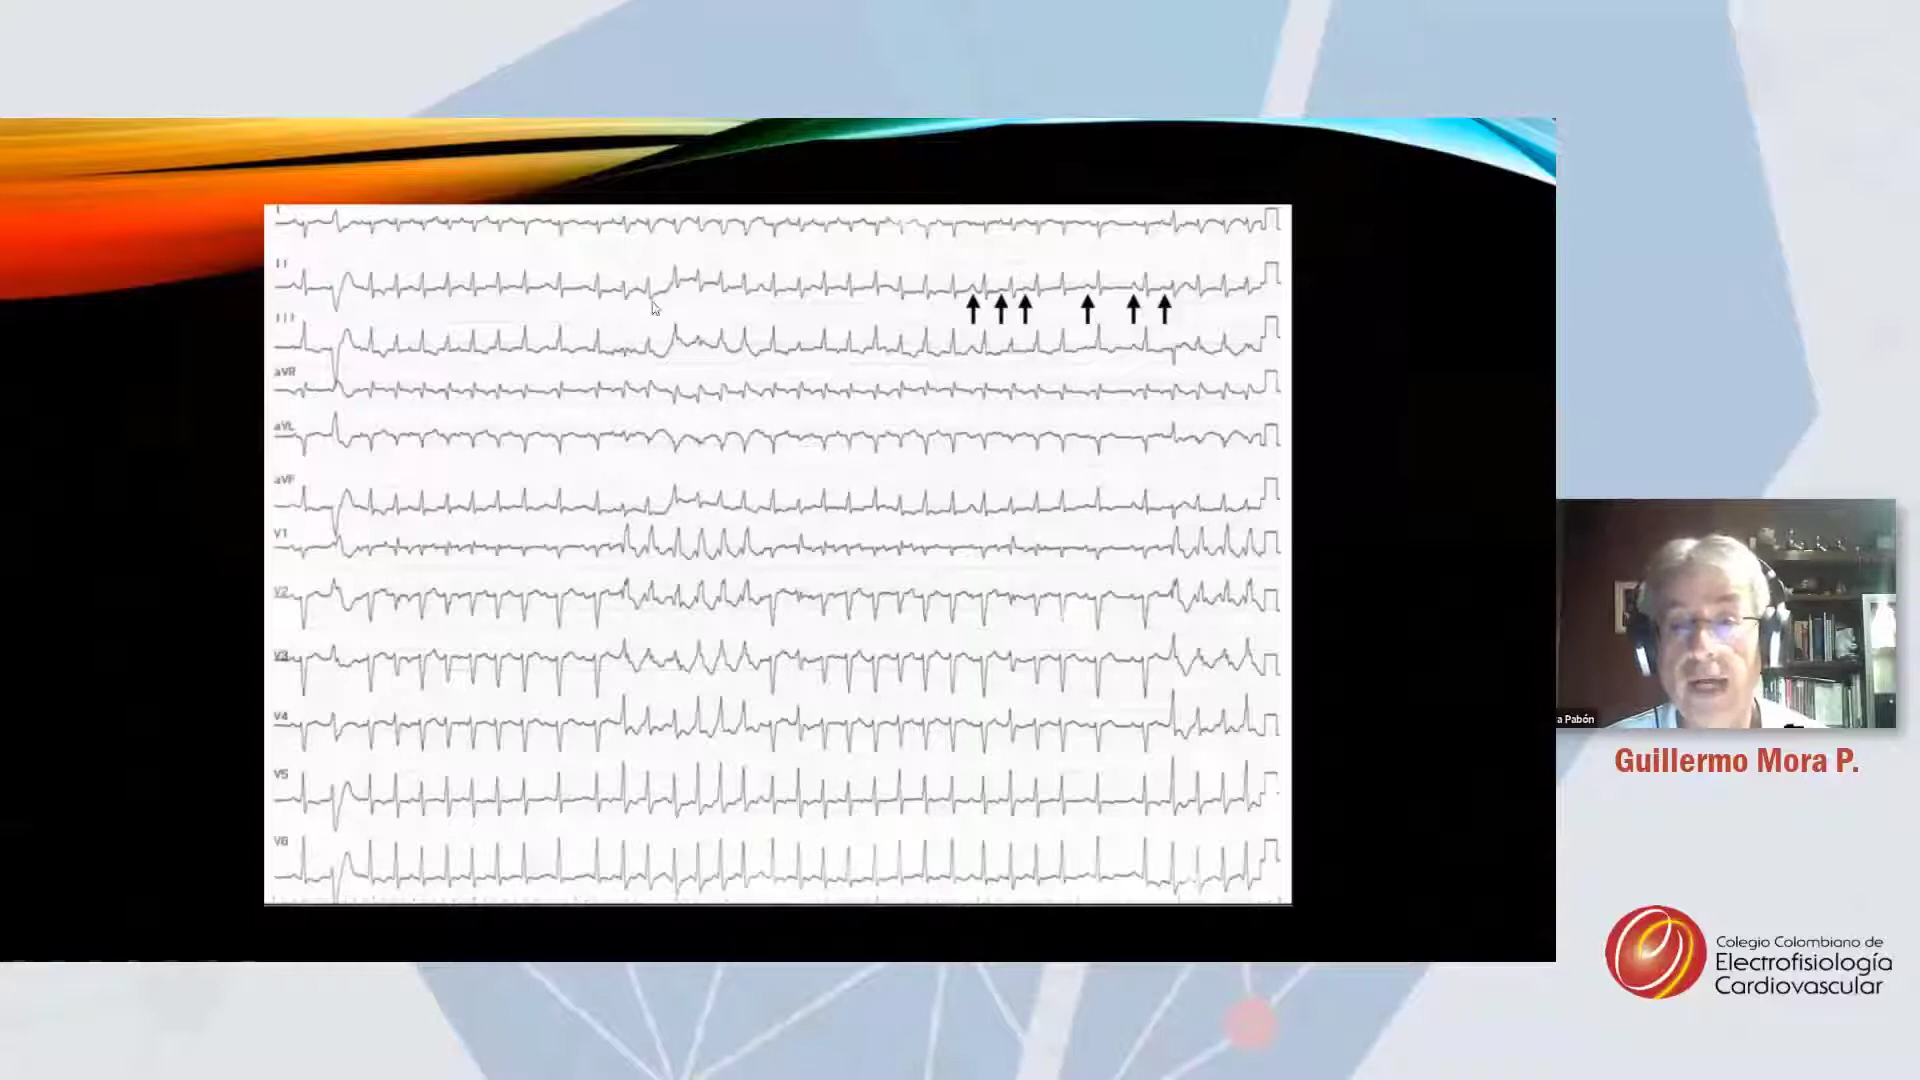 I
II
III
aVR
aVL
aVF
V1
V2
V3
V4
V5
V6
a Pabón
Guillermo Mora P.
Colegio Colombiano de
Electrofisiología
Cardiovascular